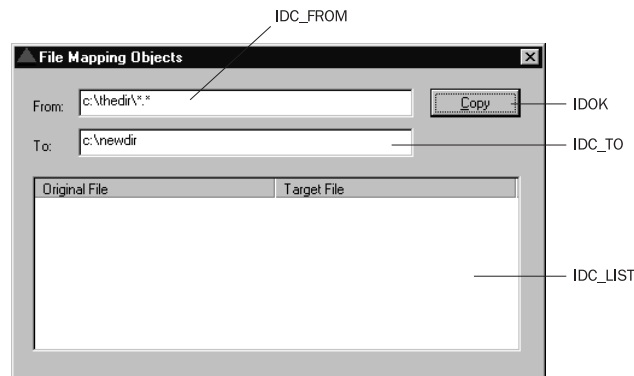 IDC_FROM
File Mapping Objects
From: c:\thedir\*.* Copy IDOK
To: c:\newdir IDC_TO
Original File Target File
IDC_LIST